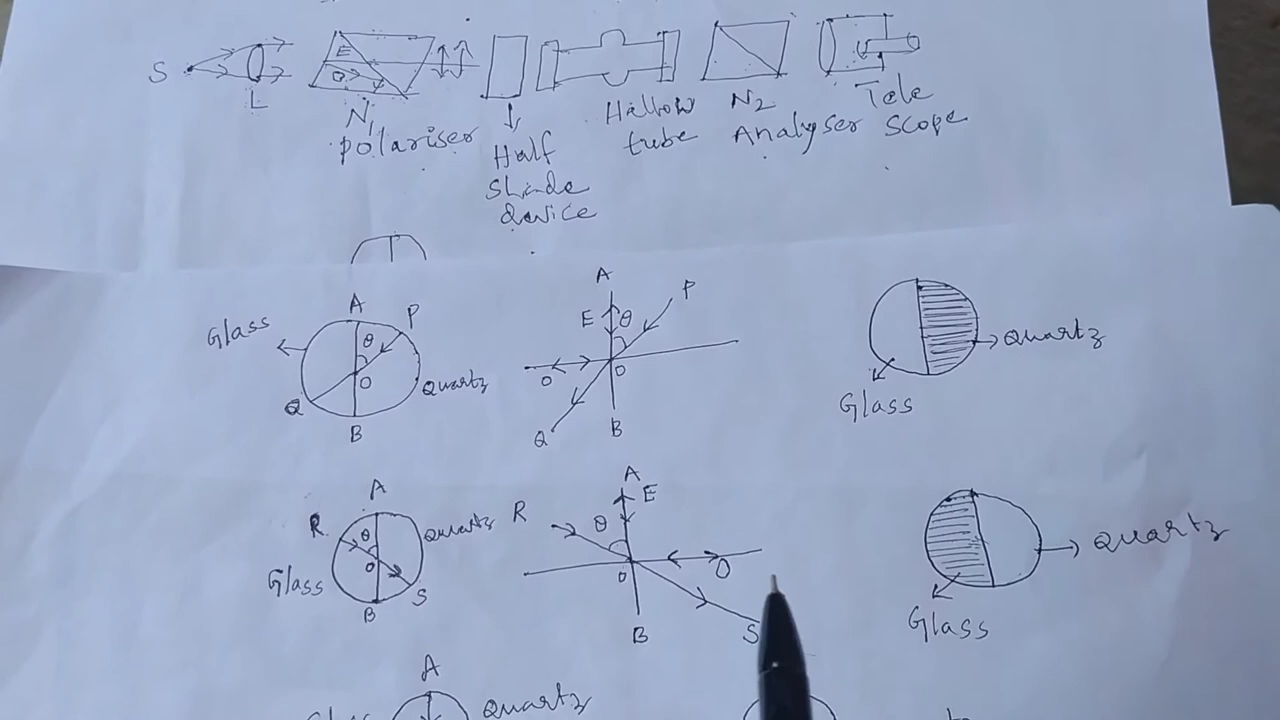 S
L
E
O
N1
polariser
Half
shade
device
Hallow
tube
N2
Analyser
Tele
scope
Glass
A
P
θ
O
Quartz
Q
B
A
P
E
θ
O
O
Q
B
Quartz
Glass
A
R
θ
O
Quartz
Glass
S
B
A
E
R
θ
O
O
B
S
Quartz
Glass
A
Quartz